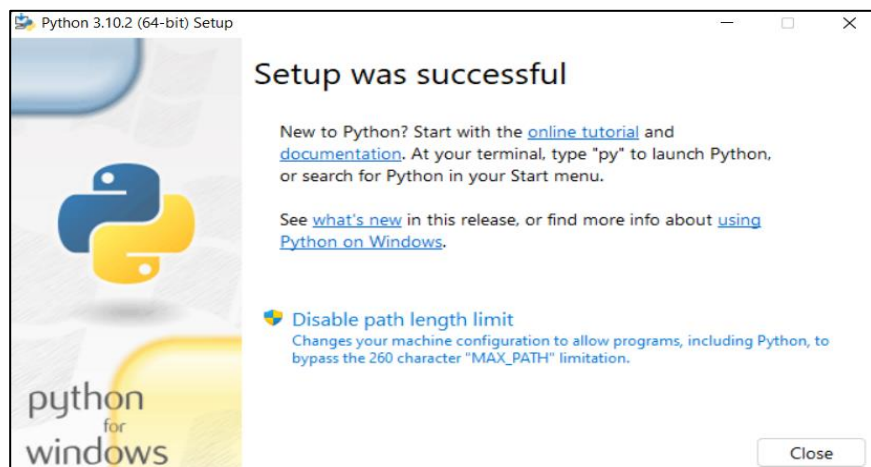 Python 3.10.2 (64-bit) Setup
Setup was successful
New to Python? Start with the online tutorial and
documentation. At your terminal, type "py" to launch Python,
or search for Python in your Start menu.
See what's new in this release, or find more info about using
Python on Windows.
Disable path length limit
Changes your machine configuration to allow programs, including Python, to
bypass the 260 character "MAX_PATH" limitation.
python
for
windows
Close